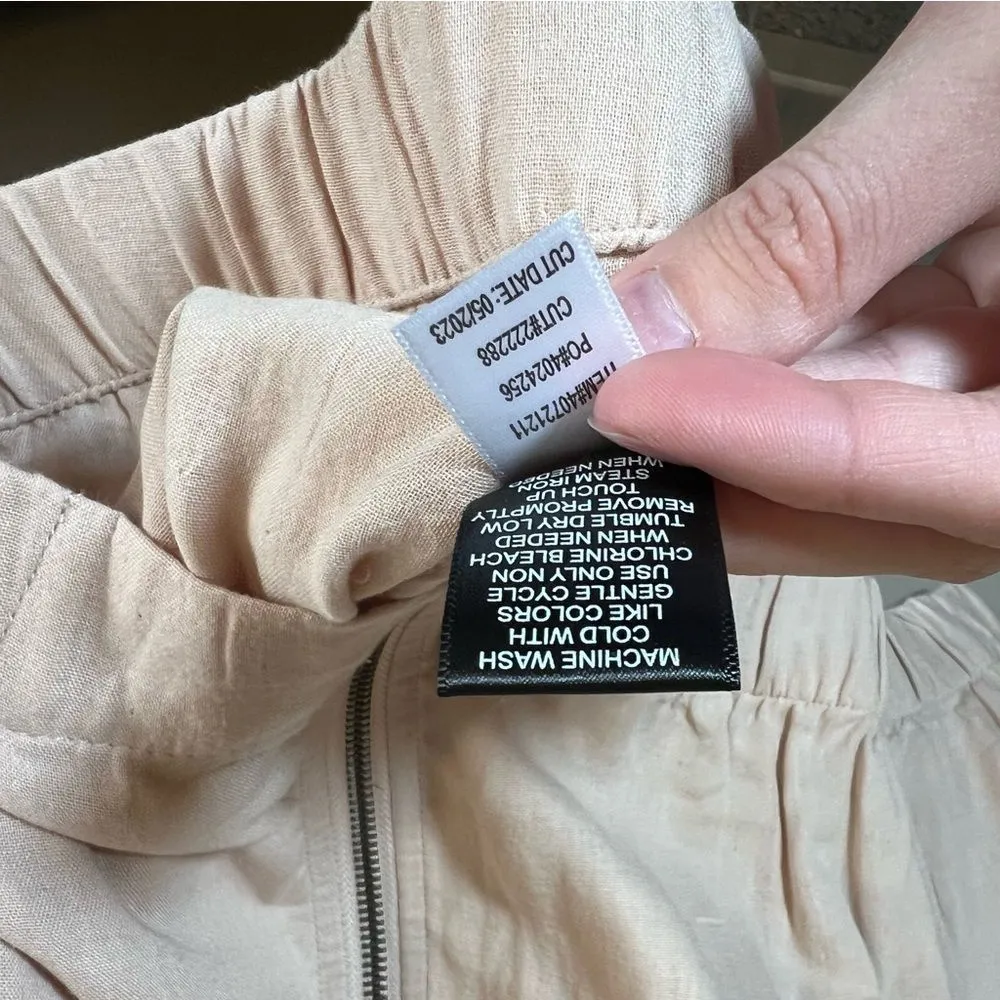 ITEM#40721211
PO#4024256
CUT#222288
CUT DATE: 05/2023
MACHINE WASH
COLD WITH
LIKE COLORS
GENTLE CYCLE
USE ONLY NON
CHLORINE BLEACH
WHEN NEEDED
TUMBLE DRY LOW
REMOVE PROMPTLY
TOUCH UP
STEAM IRON
WHEN NEEDED